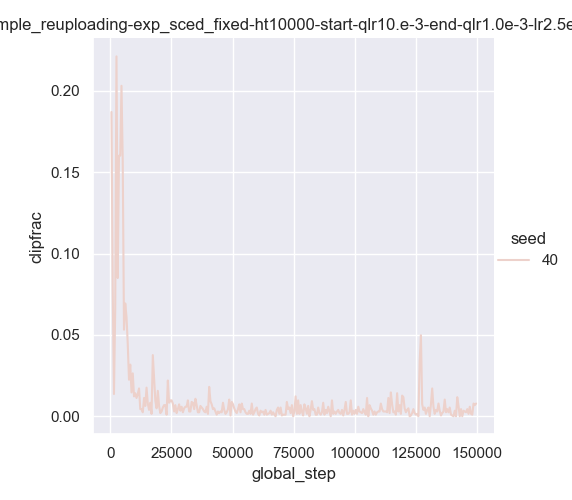 mple_reuploading-exp_sced_fixed-ht10000-start-qlr10.e-3-end-qlr1.0e-3-lr2.5e
0.20
0.15
0.10
0.05
0.00
clipfrac
0 25000 50000 75000 100000 125000 150000
global_step
seed
40